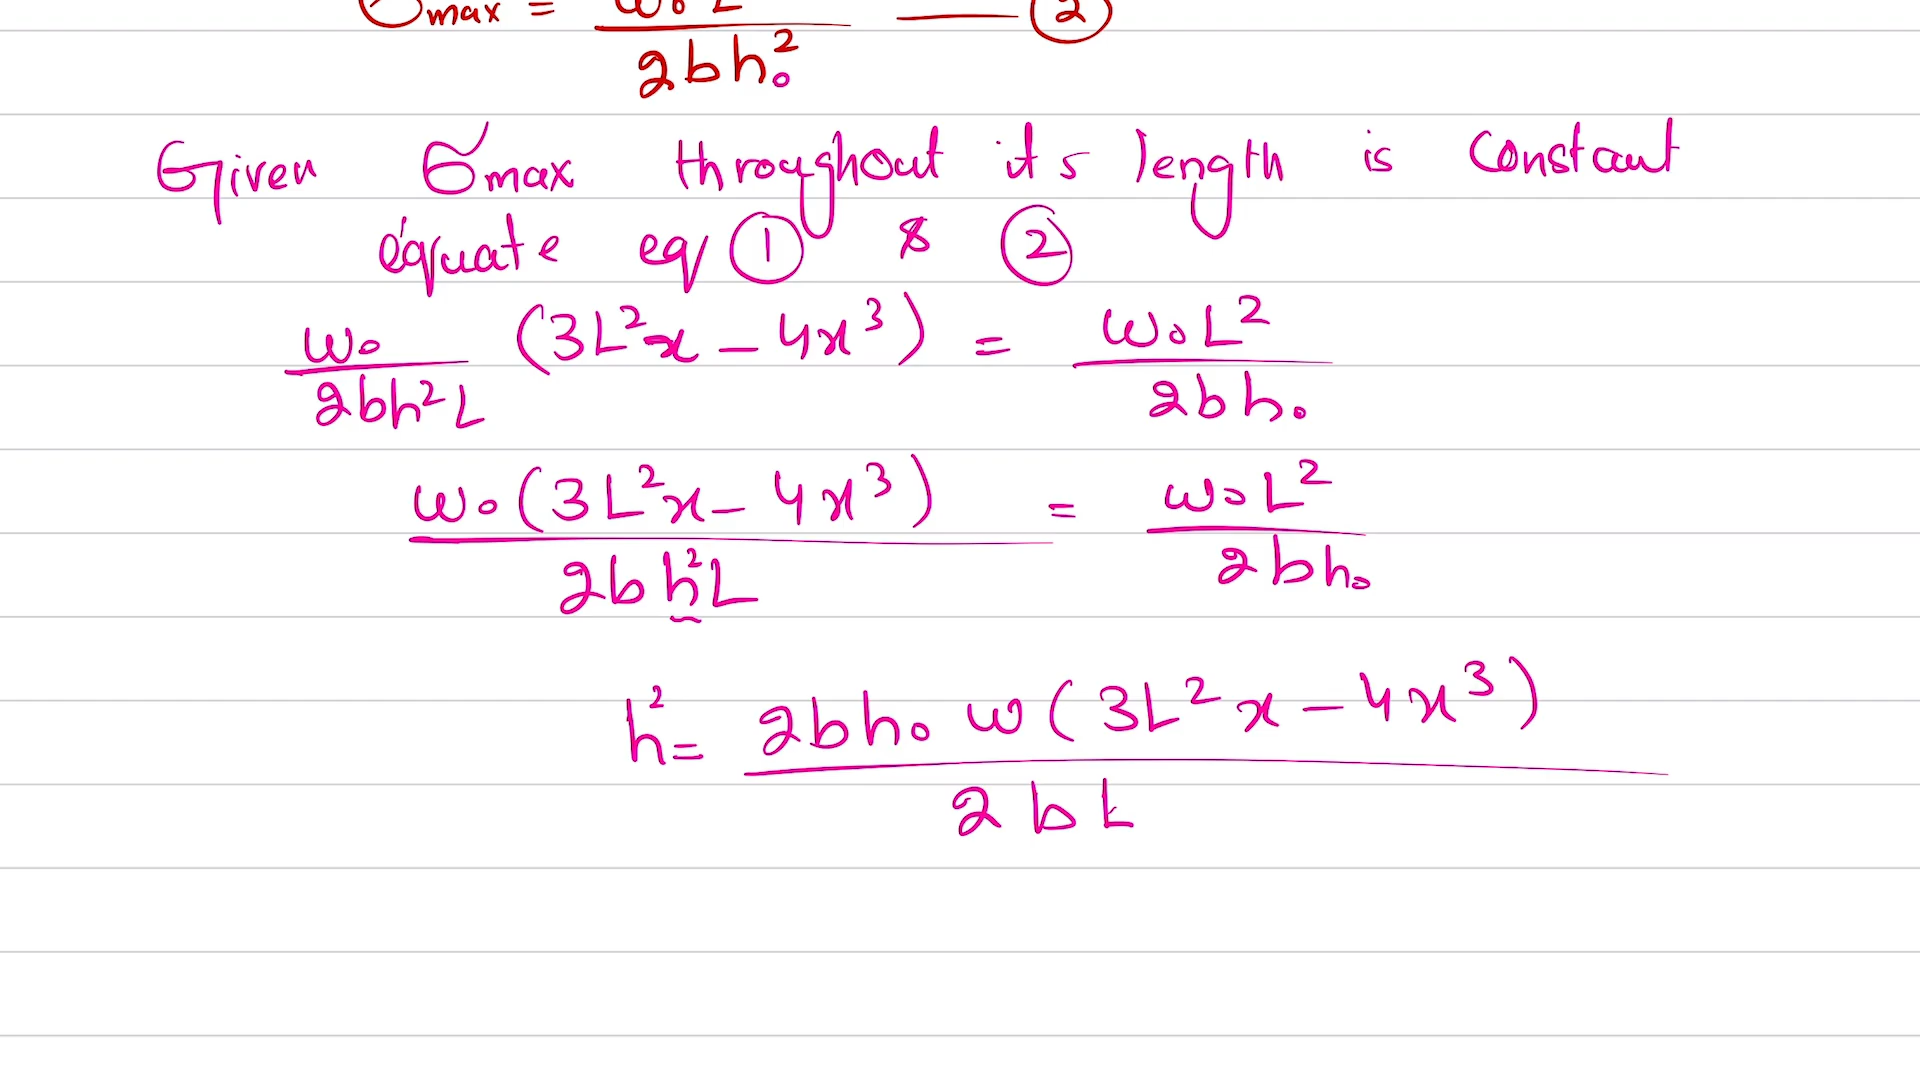 σmax = w₀L² / 2bh₀² —— ②
Given σmax throughout its length is constant
equate eq ① & ②
w₀ / 2bh²L (3L²x - 4x³) = w₀L² / 2bh₀
w₀(3L²x - 4x³) / 2bh²L = w₀L² / 2bh₀
h² = 2bh₀ w(3L²x - 4x³) / 2bL